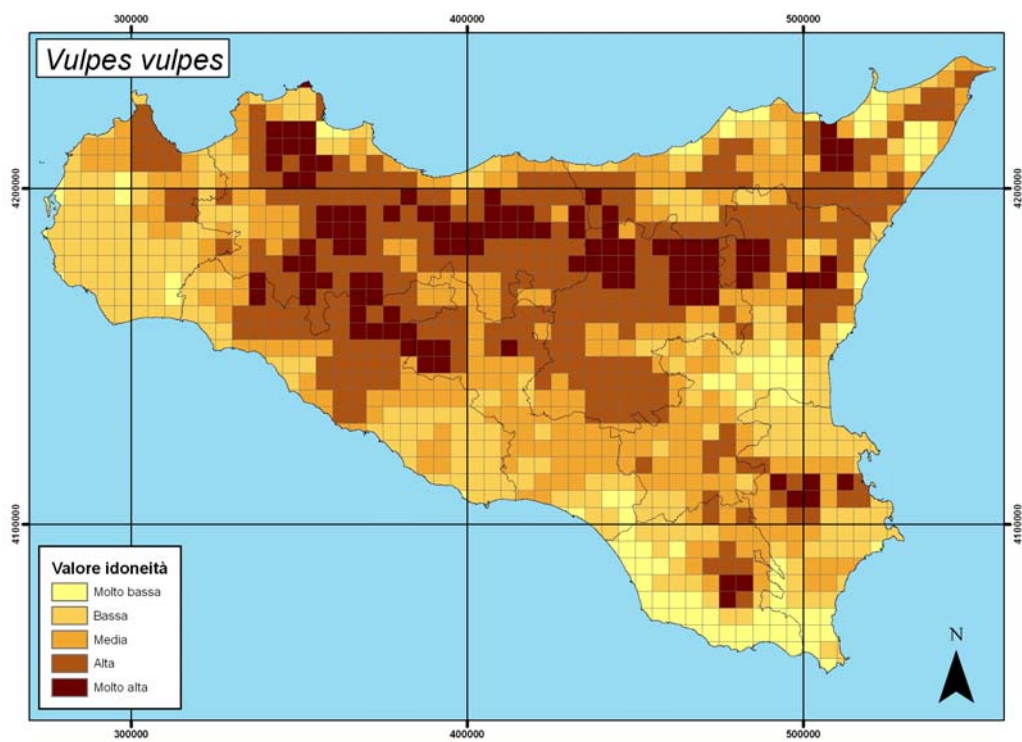 300000 400000 500000
Vulpes vulpes
4200000 4200000
4100000 4100000
Valore idoneità
Molto bassa
Bassa
Media
Alta
Molto alta
N
300000 400000 500000